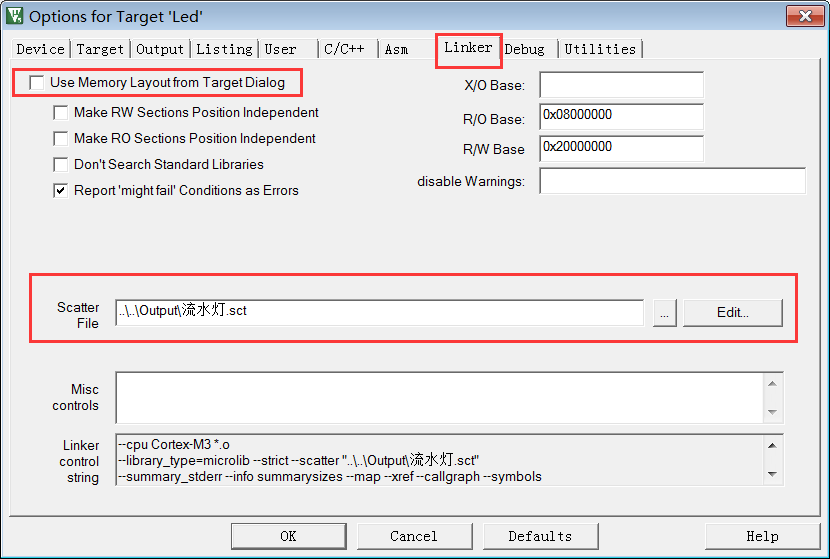 Options for Target 'Led'
Device Target Output Listing User C/C++ Asm Linker Debug Utilities
Use Memory Layout from Target Dialog
Make RW Sections Position Independent
Make RO Sections Position Independent
Don't Search Standard Libraries
Report 'might fail' Conditions as Errors
X/O Base:
R/O Base: 0x08000000
R/W Base 0x20000000
disable Warnings:
Scatter
File
..\..\Output\流水灯.sct
...
Edit...
Misc
controls
Linker
control
string
--cpu Cortex-M3 *.o
--library_type=microlib --strict --scatter "..\..\Output\流水灯.sct"
--summary_stderr --info summarysizes --map --xref --callgraph --symbols
OK Cancel Defaults Help